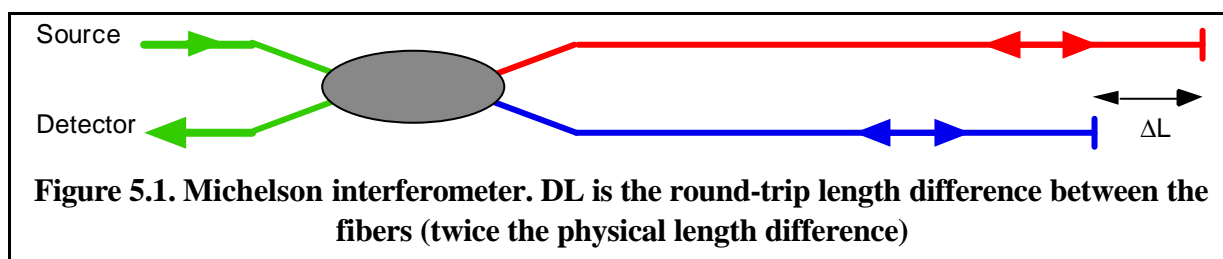 Source
Detector
ΔL
Figure 5.1. Michelson interferometer. DL is the round-trip length difference between the
fibers (twice the physical length difference)